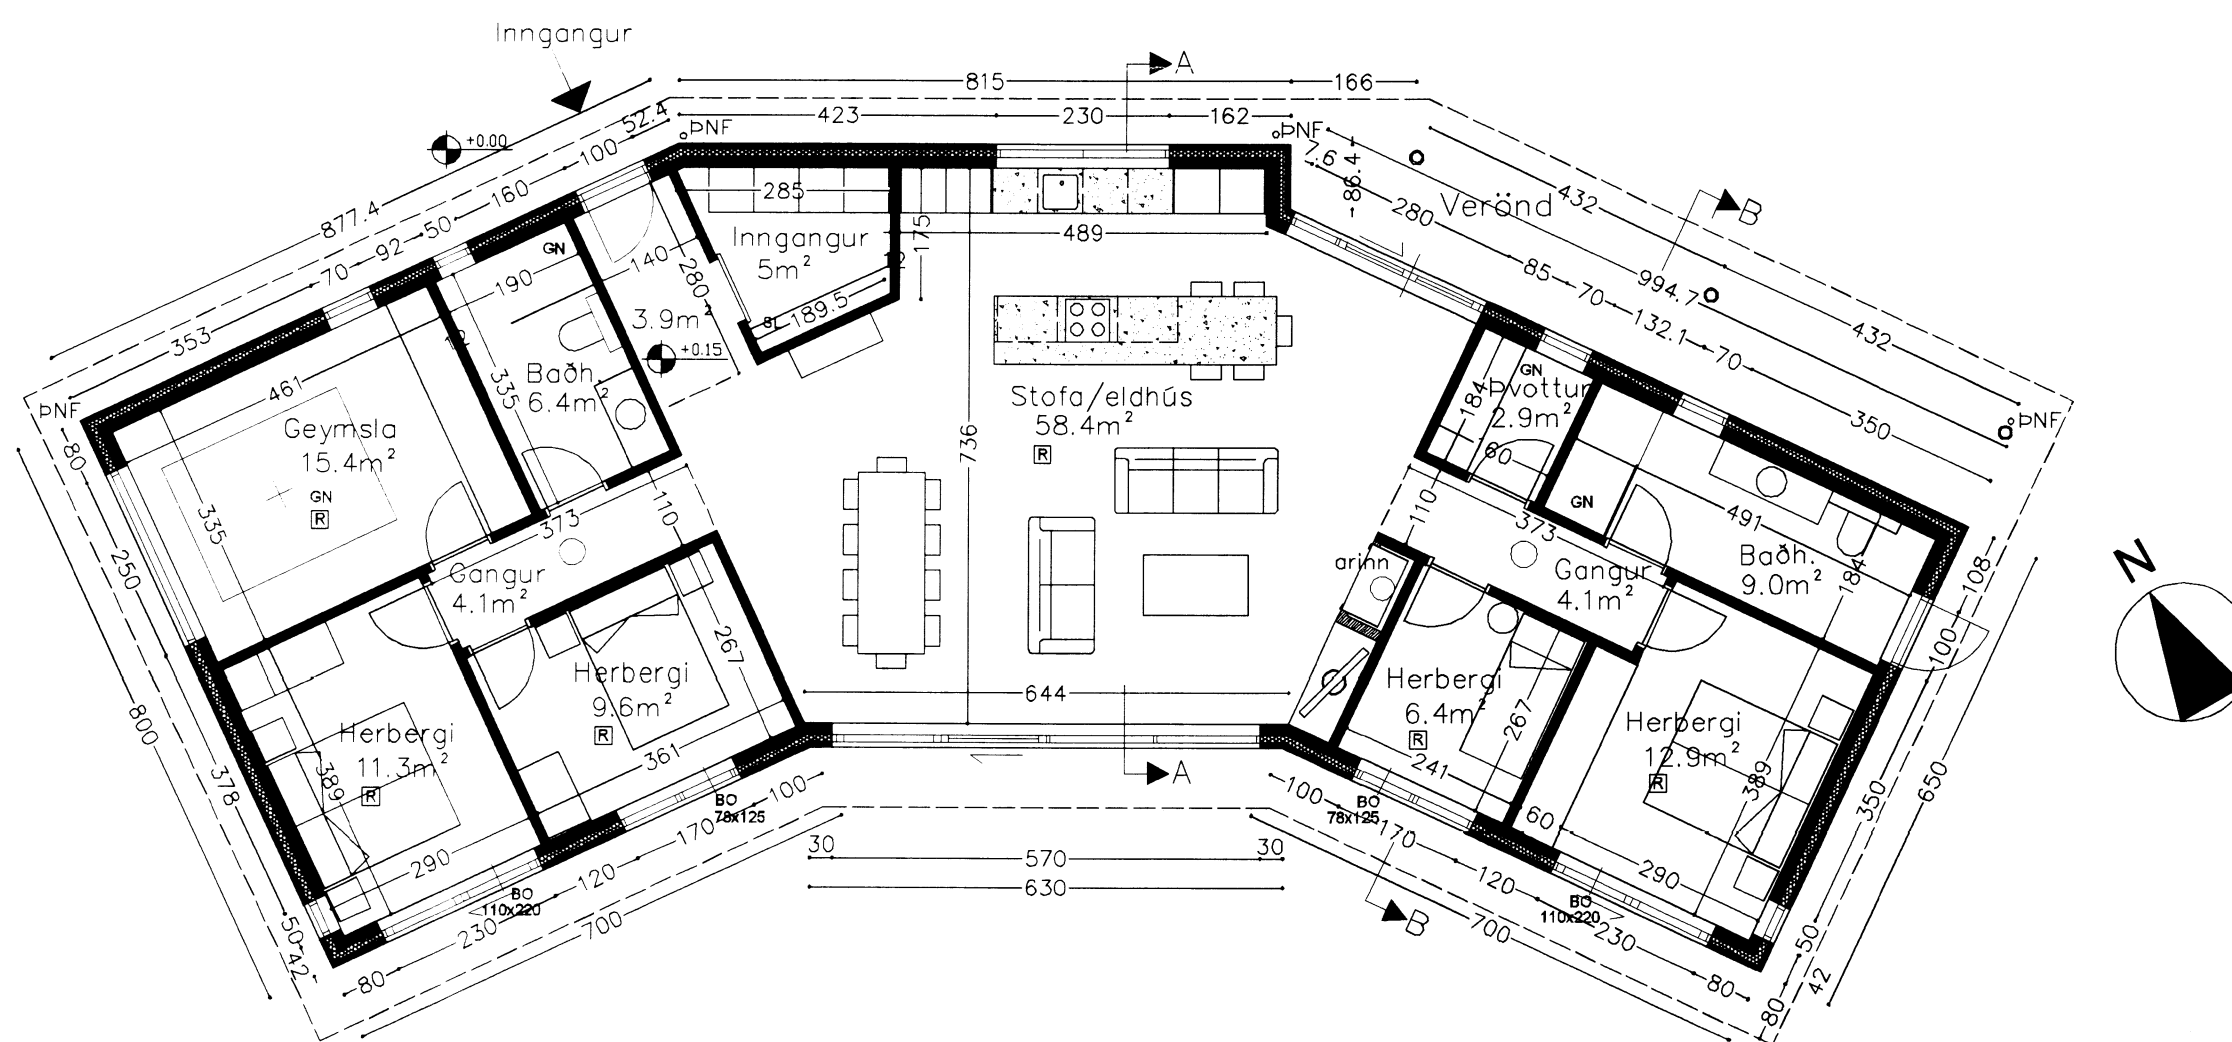 Inngangur
A
815
166
423
230
162
52.4
ÞNF
ÞNF
+0.00
100
7.6
86.4
432
B
877.4
160
285
Verönd
280
50
92
70
GN
190
140
280
Inngangur
5m²
175
12
489
994.7
85
70
132.1
70
432
353
12
189.5
SL
3.9m²
+0.15
461
335
Baðh.
6.4m²
Stofa/eldhús
58.4m²
R
184
GN
Þvottur
2.9m²
60
350
ÞNF
ÞNF
80
Geymsla
15.4m²
GN
R
335
250
373
110
736
110
373
GN
491
Baðh.
9.0m²
184
108
Gangur
4.1m²
arinn
Gangur
4.1m²
N
100
800
Herbergi
9.6m²
R
267
644
Herbergi
6.4m²
R
267
Herbergi
12.9m²
R
389
350
650
Herbergi
11.3m²
R
389
378
361
A
241
290
BO
78x125
100
170
100
BO
78x125
170
60
290
30
570
30
630
120
120
BO
110x220
BO
110x220
230
700
B
700
230
50
42
80
80
50
42
80